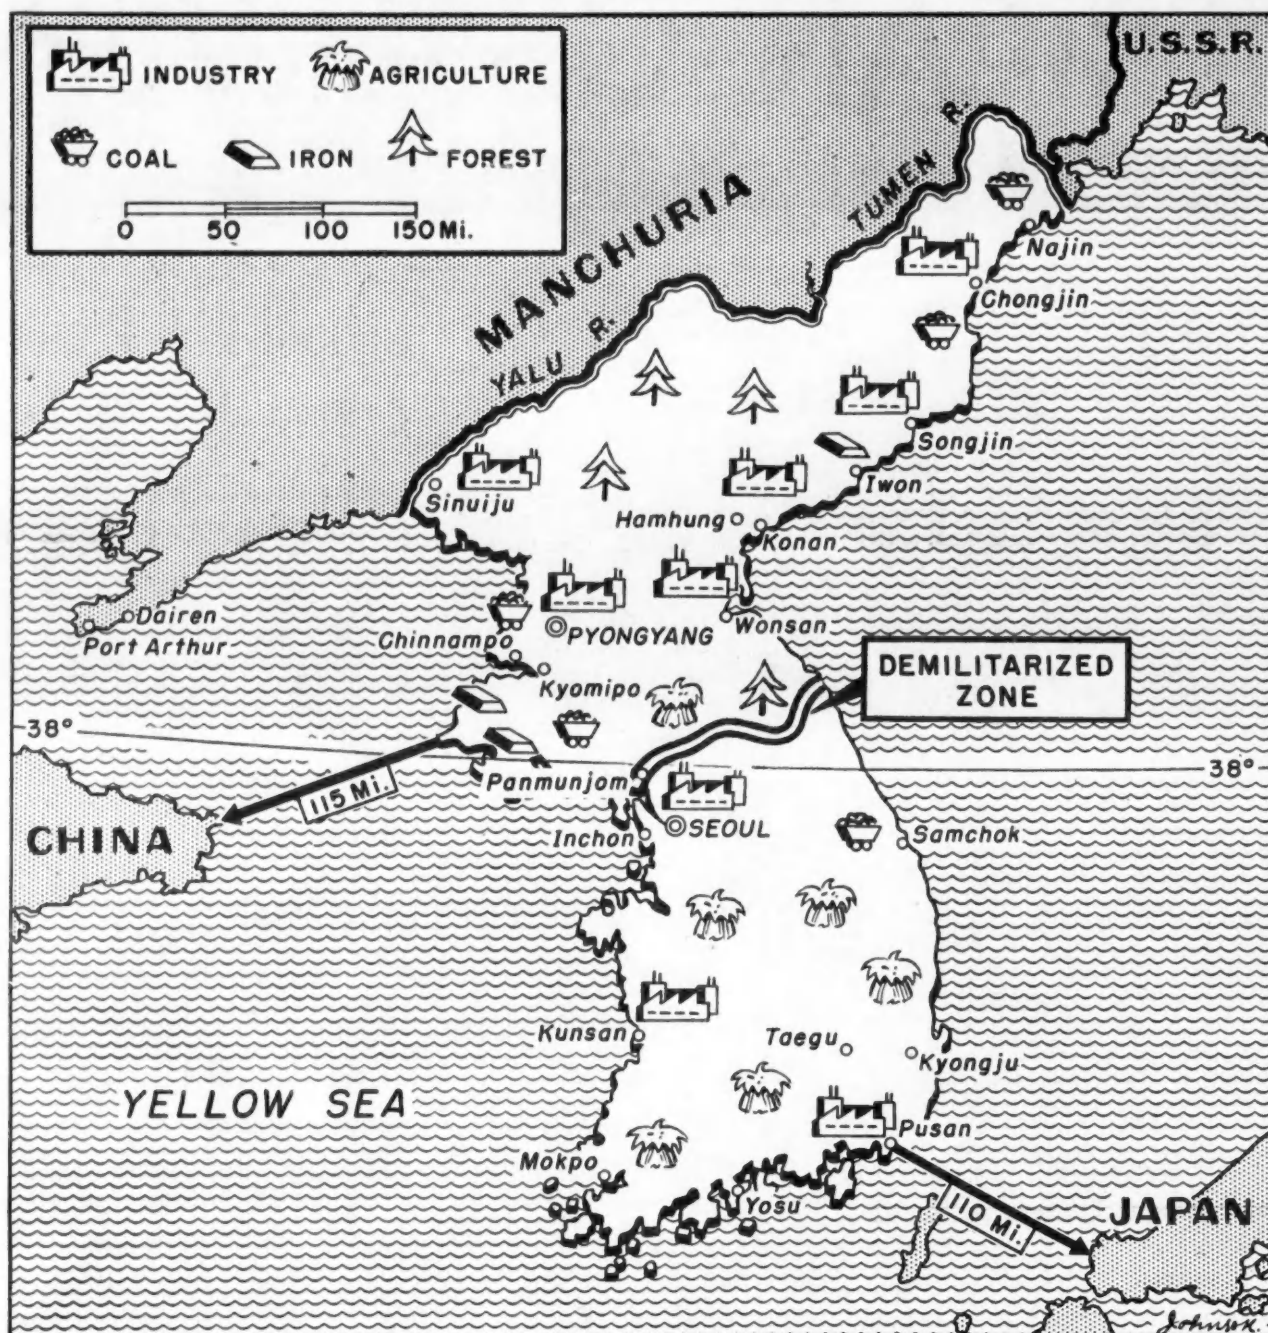 INDUSTRY
AGRICULTURE
COAL
IRON
FOREST
0 50 100 150 Mi.
U.S.S.R.
MANCHURIA
TUMEN R.
YALU R.
Najin
Chongjin
Songjin
Iwon
Sinuiju
Hamhung
Konan
Dairen
Port Arthur
Chinnampo
PYONGYANG
Wonsan
Kyomipo
DEMILITARIZED
ZONE
38°
38°
115 Mi.
Panmunjom
CHINA
Inchon
SEOUL
Samchok
Kunsan
Taegu
Kyongju
YELLOW SEA
Pusan
Mokpo
Yosu
110 Mi.
JAPAN